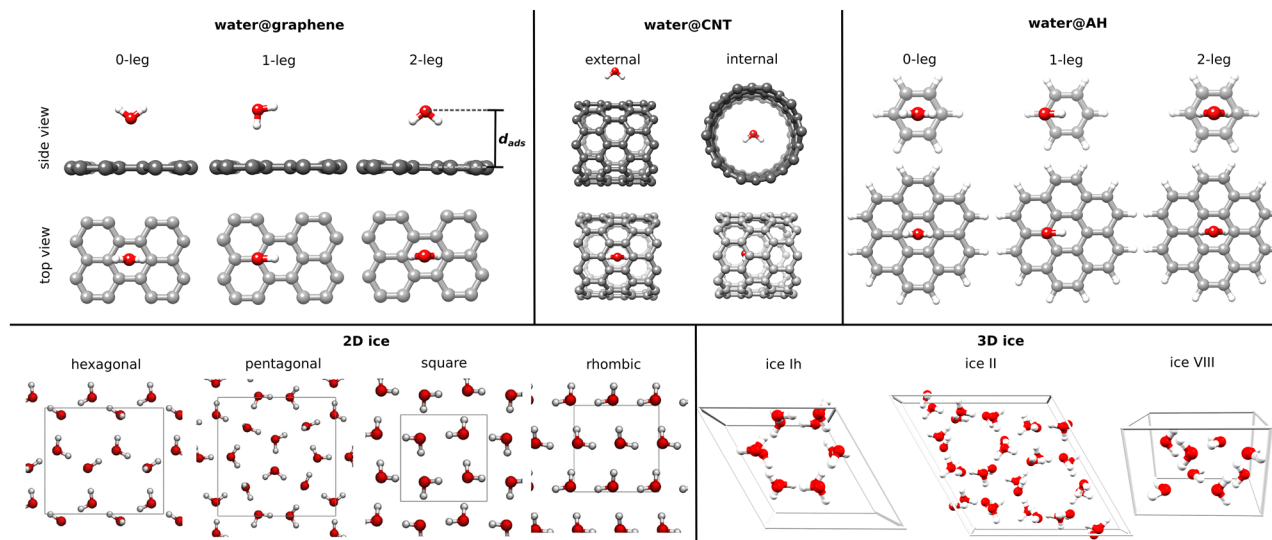 water@graphene
0-leg 1-leg 2-leg
side view
d_ads
top view
water@CNT
external internal
water@AH
0-leg 1-leg 2-leg
2D ice
hexagonal pentagonal square rhombic
3D ice
ice Ih ice II ice VIII